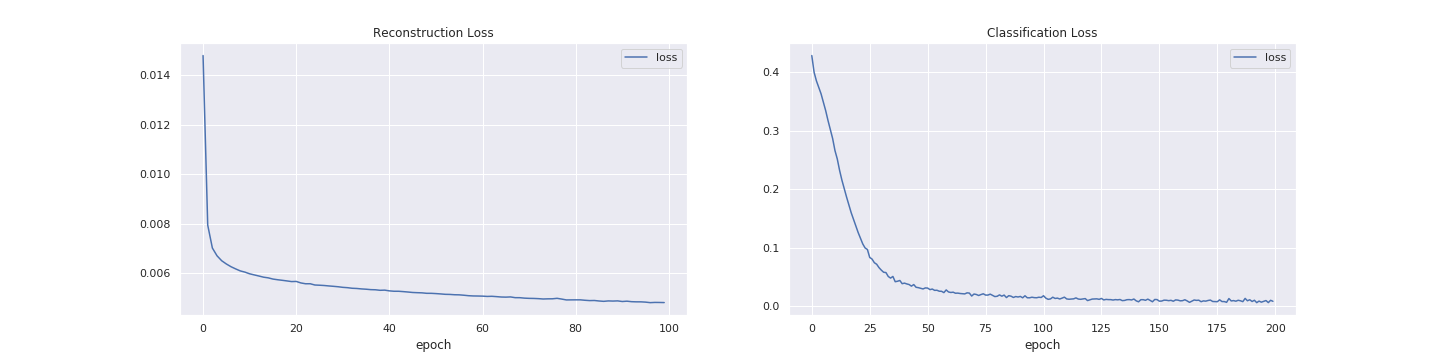 Reconstruction Loss
loss
0.014
0.012
0.010
0.008
0.006
0 20 40 60 80 100
epoch
Classification Loss
loss
0.4
0.3
0.2
0.1
0.0
0 25 50 75 100 125 150 175 200
epoch